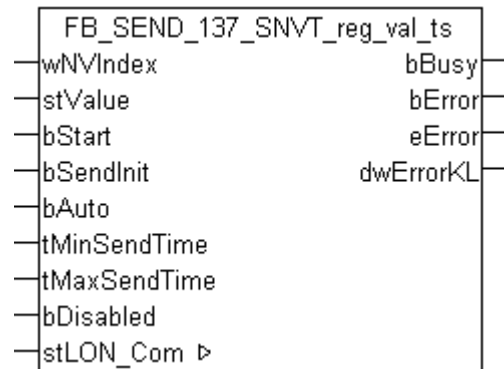 FB_SEND_137_SNVT_reg_val_ts
wNVIndex bBusy
stValue bError
bStart eError
bSendInit dwErrorKL
bAuto
tMinSendTime
tMaxSendTime
bDisabled
stLON_Com ▷